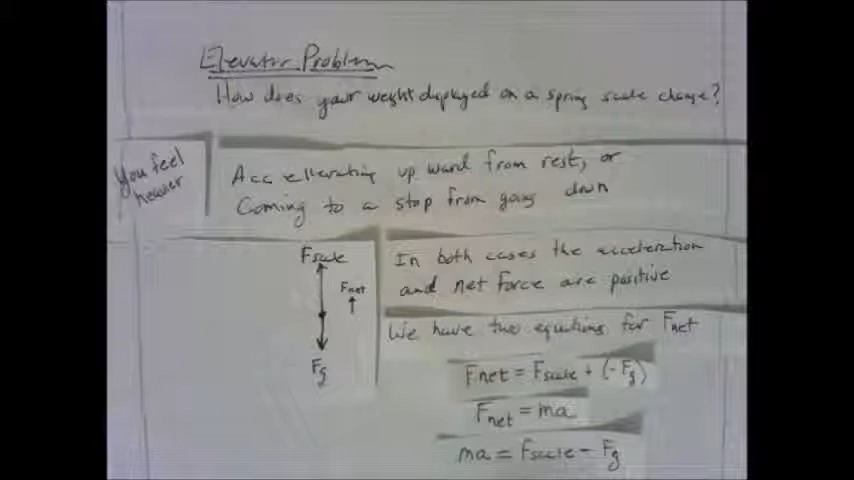 Elevator Problem
How does your weight displayed on a spring scale change?
You feel
heavier
Accellerating upward from rest, or
Coming to a stop from going down
Fscale
Fnet
Fg
In both cases the acceleration
and net force are positive
We have the equations for Fnet
Fnet = Fscale + (-Fg)
Fnet = ma
ma = Fscale - Fg